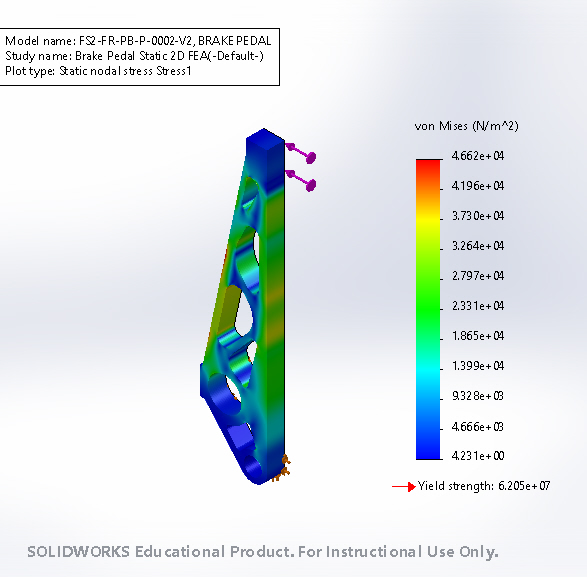 Model name: FS2-FR-PB-P-0002-V2, BRAKE PEDAL
Study name: Brake Pedal Static 2D FEA(-Default-)
Plot type: Static nodal stress Stress1
von Mises (N/m^2)
4.662e+04
4.196e+04
3.730e+04
3.264e+04
2.797e+04
2.331e+04
1.865e+04
1.399e+04
9.328e+03
4.666e+03
4.231e+00
Yield strength: 6.205e+07
SOLIDWORKS Educational Product. For Instructional Use Only.